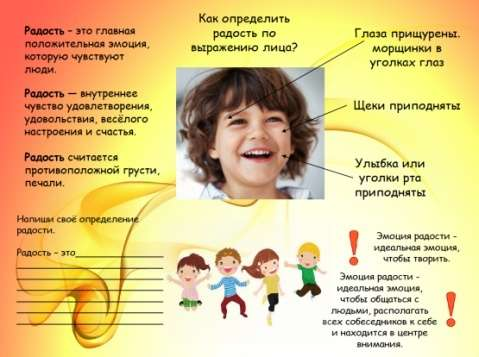 Радость – это главная
положительная эмоция,
которую чувствуют
люди.
Радость — внутреннее
чувство удовлетворения,
удовольствия, весёлого
настроения и счастья.
Радость считается
противоположной грусти,
печали.
Напиши своё определение
радости.
Радость – это
Как определить
радость по
выражению лица?
Глаза прищурены.
морщинки в
уголках глаз
Щеки приподняты
Улыбка или
уголки рта
приподняты
! Эмоция радости –
идеальная эмоция,
чтобы творить.
Эмоция радости -
идеальная эмоция,
чтобы общаться с
людьми, располагать
всех собеседников к себе
и находится в центре
внимания. !